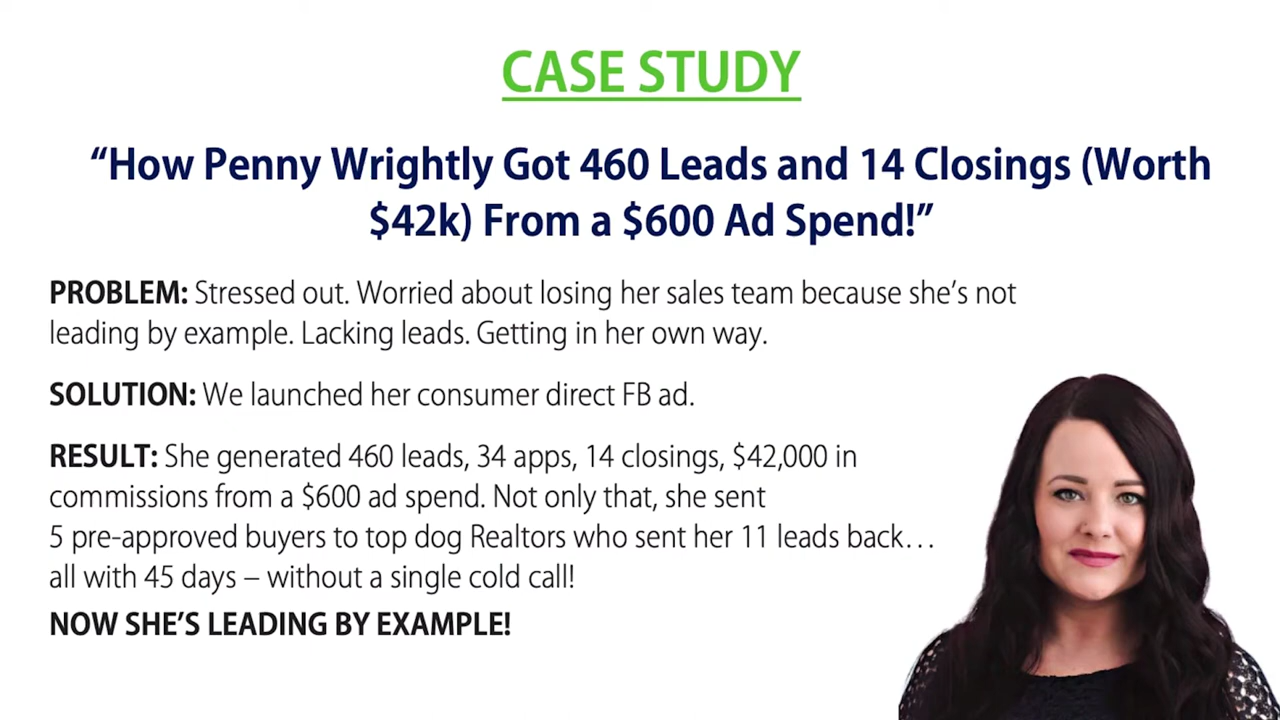 CASE STUDY
“How Penny Wrightly Got 460 Leads and 14 Closings (Worth
$42k) From a $600 Ad Spend!”
PROBLEM: Stressed out. Worried about losing her sales team because she’s not
leading by example. Lacking leads. Getting in her own way.
SOLUTION: We launched her consumer direct FB ad.
RESULT: She generated 460 leads, 34 apps, 14 closings, $42,000 in
commissions from a $600 ad spend. Not only that, she sent
5 pre-approved buyers to top dog Realtors who sent her 11 leads back…
all with 45 days – without a single cold call!
NOW SHE’S LEADING BY EXAMPLE!